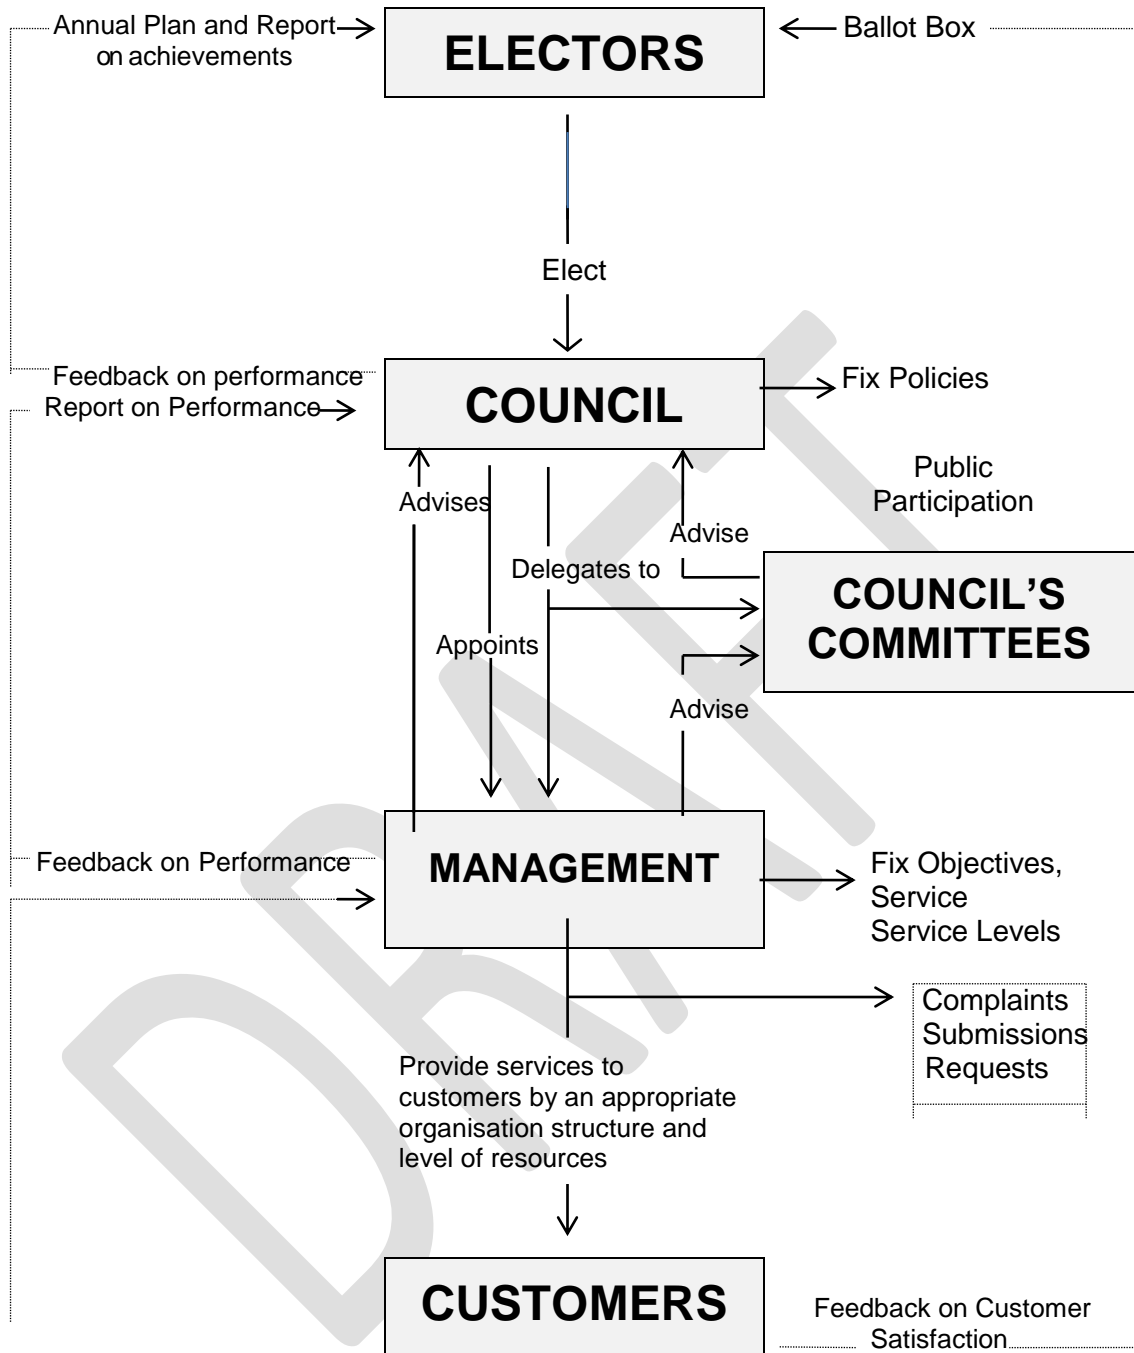 Annual Plan and Report
on achievements
ELECTORS
Ballot Box
Elect
Feedback on performance
Report on Performance
COUNCIL
Fix Policies
Public
Participation
Advises
Advise
Delegates to
COUNCIL’S
COMMITTEES
Appoints
Advise
Feedback on Performance
MANAGEMENT
Fix Objectives,
Service
Service Levels
Complaints
Submissions
Requests
Provide services to
customers by an appropriate
organisation structure and
level of resources
CUSTOMERS
Feedback on Customer
Satisfaction
DRAFT